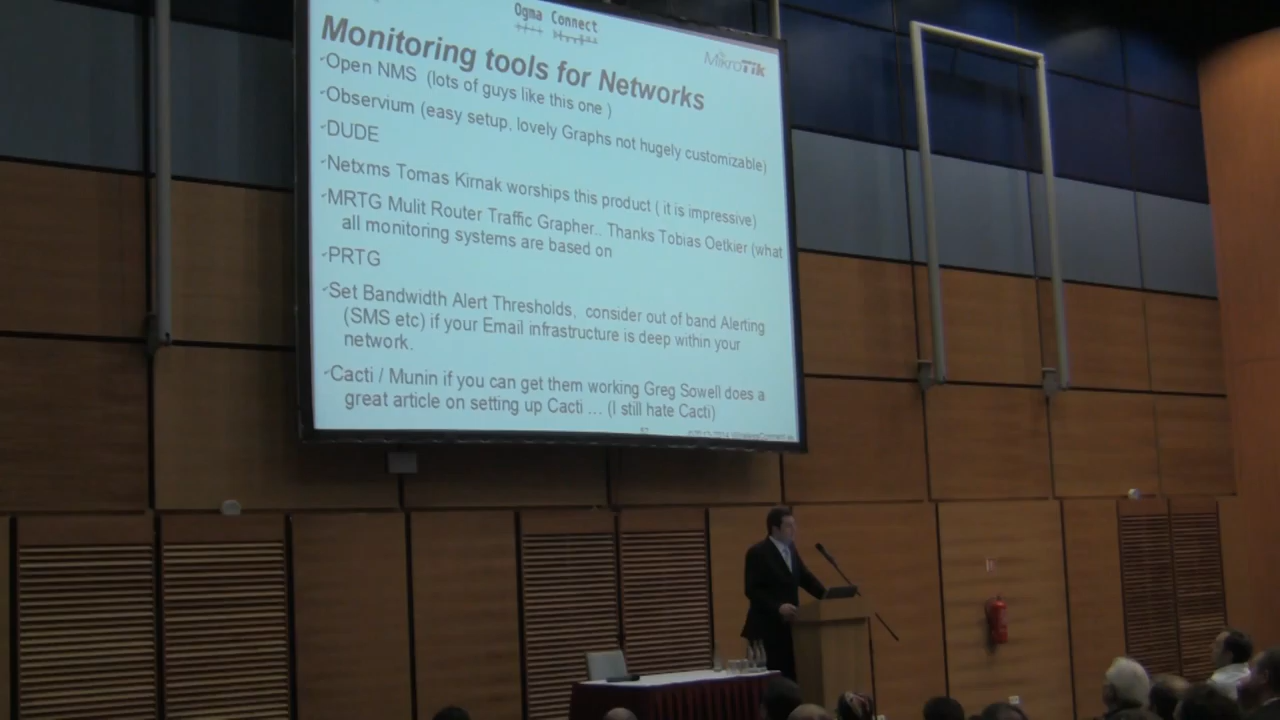 Ogma Connect
MikroTik
Monitoring tools for Networks
Open NMS (lots of guys like this one )
Observium (easy setup, lovely Graphs not hugely customizable)
DUDE
Netxms Tomas Kirnak worships this product ( it is impressive)
MRTG Mulit Router Traffic Grapher.. Thanks Tobias Oetkier (what
all monitoring systems are based on
PRTG
Set Bandwidth Alert Thresholds, consider out of band Alerting
(SMS etc) if your Email infrastructure is deep within your
network.
Cacti / Munin if you can get them working Greg Sowell does a
great article on setting up Cacti ... (I still hate Cacti)